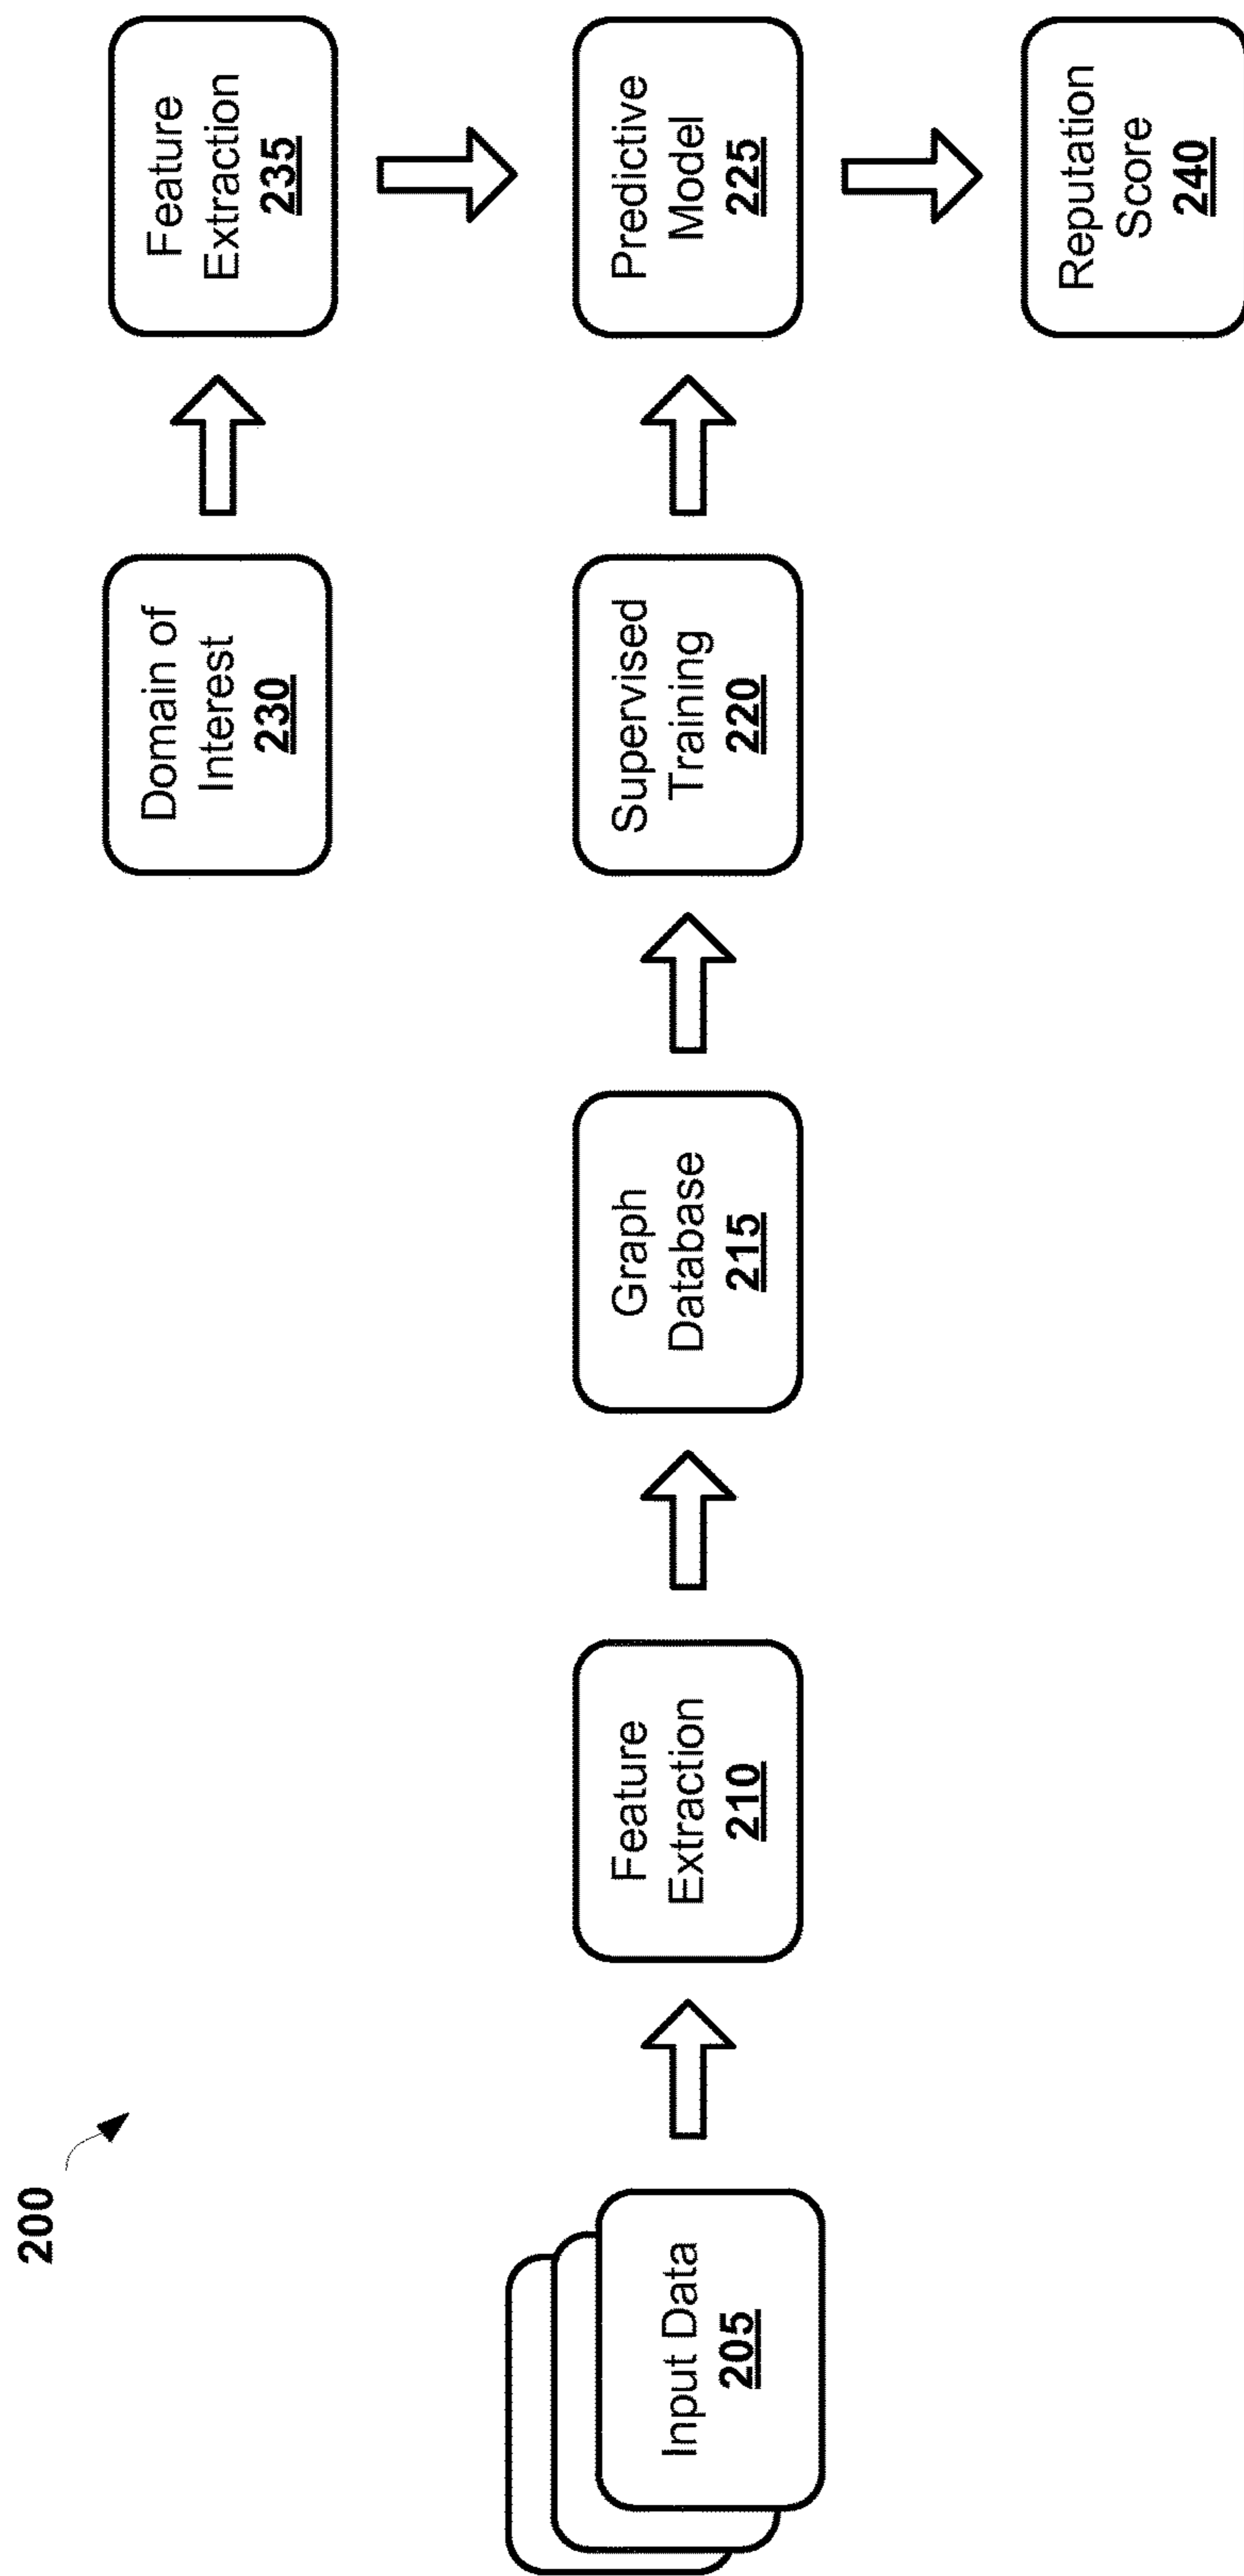 200
Domain of
Interest
230
Feature
Extraction
235
Input Data
205
Feature
Extraction
210
Graph
Database
215
Supervised
Training
220
Predictive
Model
225
Reputation
Score
240